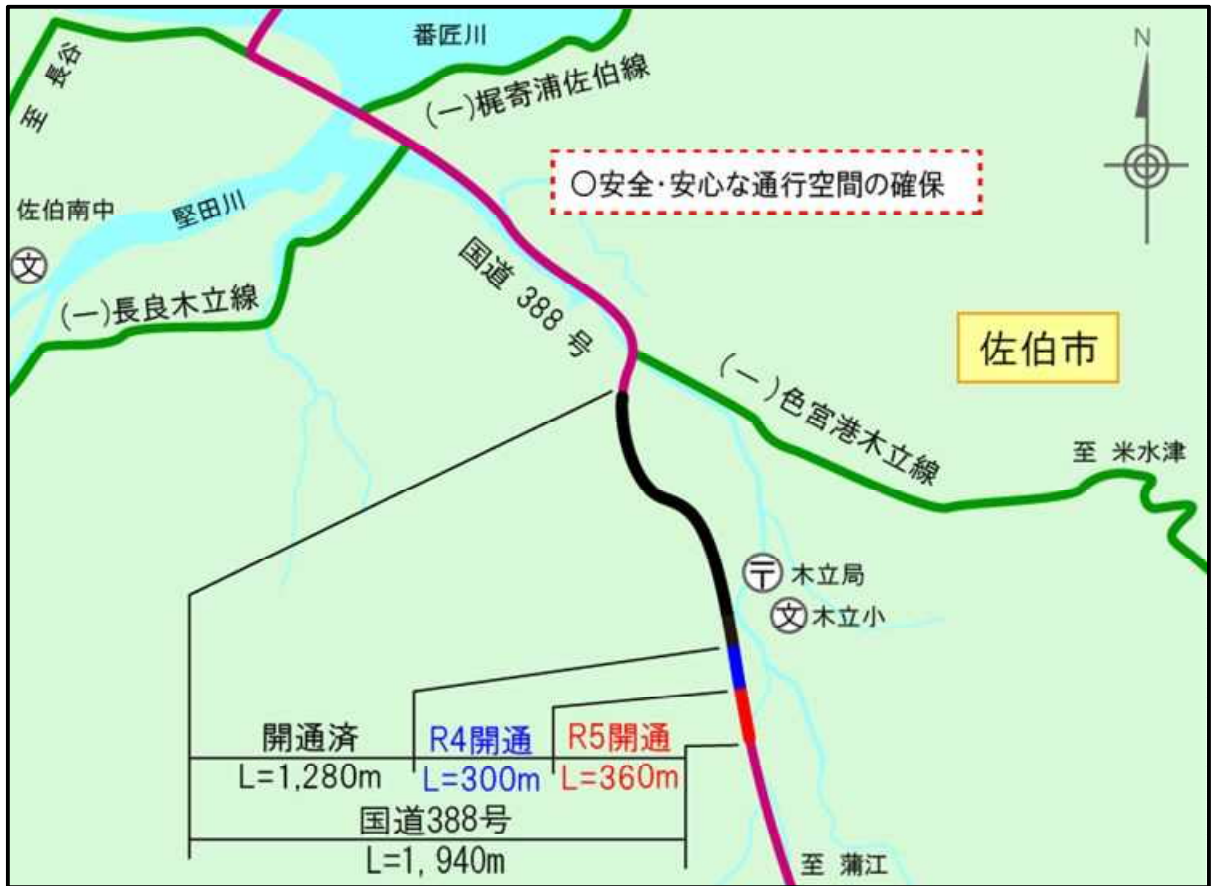 番匠川
N
至 長谷
(一)梶寄浦佐伯線
〇安全・安心な通行空間の確保
佐伯南中
堅田川
文
(一)長良木立線
国道 388 号
佐伯市
(一)色宮港木立線
至 米水津
〒 木立局
文 木立小
開通済
R4開通
R5開通
L=1,280m
L=300m
L=360m
国道388号
L=1,940m
至 蒲江